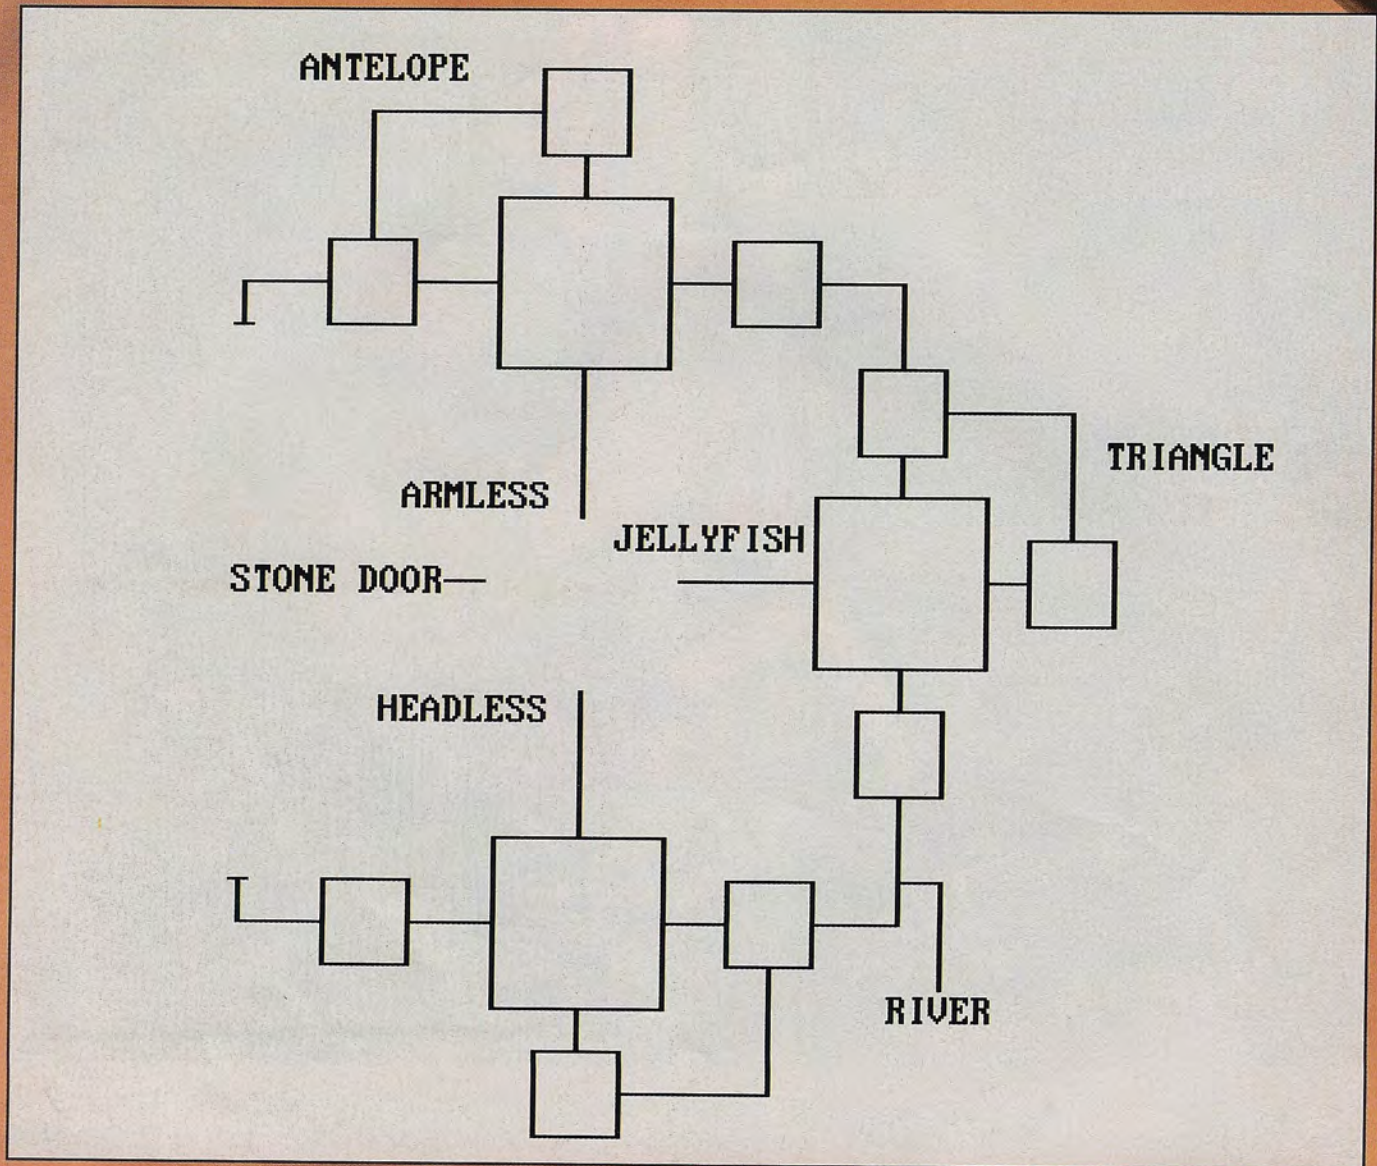 ANTELOPE
TRIANGLE
ARMLESS
JELLYFISH
STONE DOOR
HEADLESS
RIVER